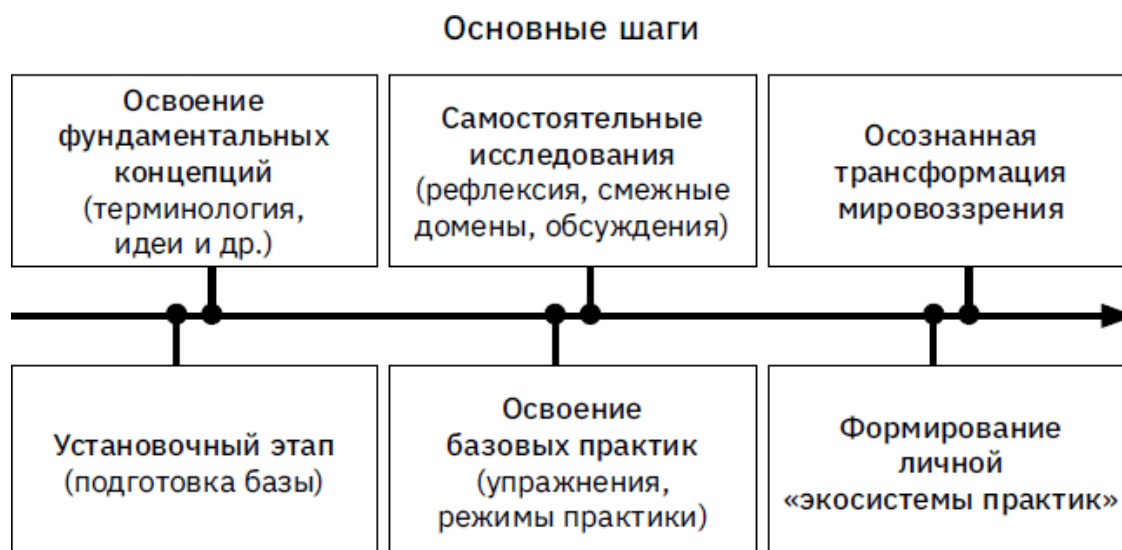 Основные шаги
Освоение
фундаментальных
концепций
(терминология,
идеи и др.)
Самостоятельные
исследования
(рефлексия, смежные
домены, обсуждения)
Осознанная
трансформация
мировоззрения
Установочный этап
(подготовка базы)
Освоение
базовых практик
(упражнения,
режимы практики)
Формирование
личной
«экосистемы практик»